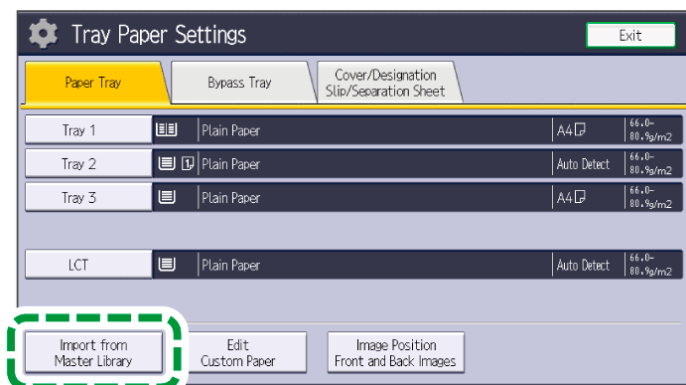 Tray Paper Settings
Exit
Paper Tray
Bypass Tray
Cover/Designation
Slip/Separation Sheet
Tray 1
Plain Paper
A4
66.0-
80.9g/m2
Tray 2
1
Plain Paper
Auto Detect
66.0-
80.9g/m2
Tray 3
Plain Paper
A4
66.0-
80.9g/m2
LCT
Plain Paper
Auto Detect
66.0-
80.9g/m2
Import from
Master Library
Edit
Custom Paper
Image Position
Front and Back Images